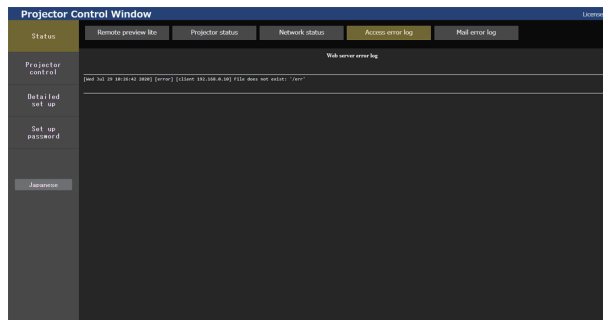 Projector Control Window
License
Status
Remote preview lite
Projector status
Network status
Access error log
Mail error log
Web server error log
[Wed Jul 29 10:26:42 2020] [error] [client 192.168.0.10] File does not exist: '/err'
Projector
control
Detailed
set up
Set up
password
Japanese